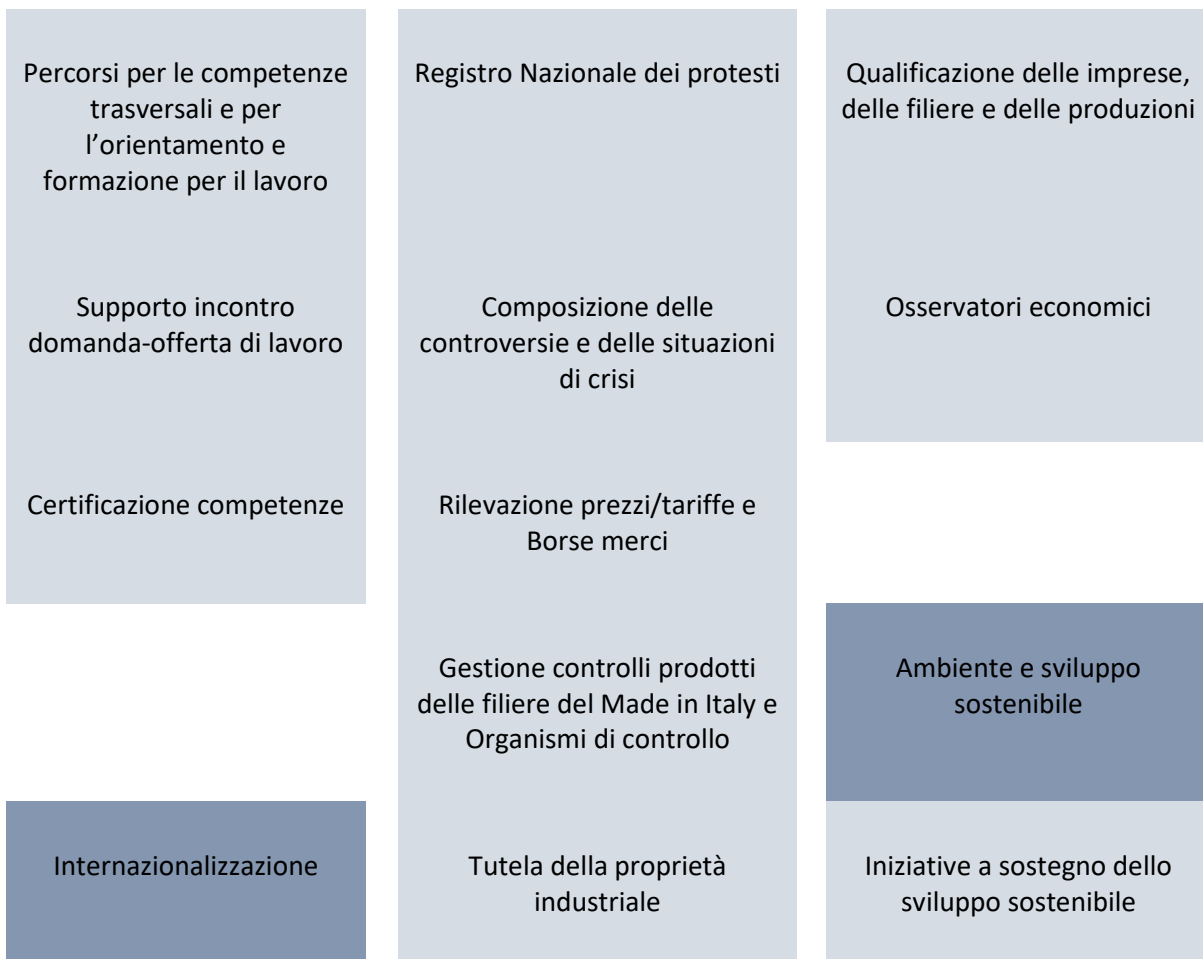 Percorsi per le competenze
trasversali e per
l’orientamento e
formazione per il lavoro
Supporto incontro
domanda-offerta di lavoro
Certificazione competenze
Internazionalizzazione
Registro Nazionale dei protesti
Composizione delle
controversie e delle situazioni
di crisi
Rilevazione prezzi/tariffe e
Borse merci
Gestione controlli prodotti
delle filiere del Made in Italy e
Organismi di controllo
Tutela della proprietà
industriale
Qualificazione delle imprese,
delle filiere e delle produzioni
Osservatori economici
Ambiente e sviluppo
sostenibile
Iniziative a sostegno dello
sviluppo sostenibile